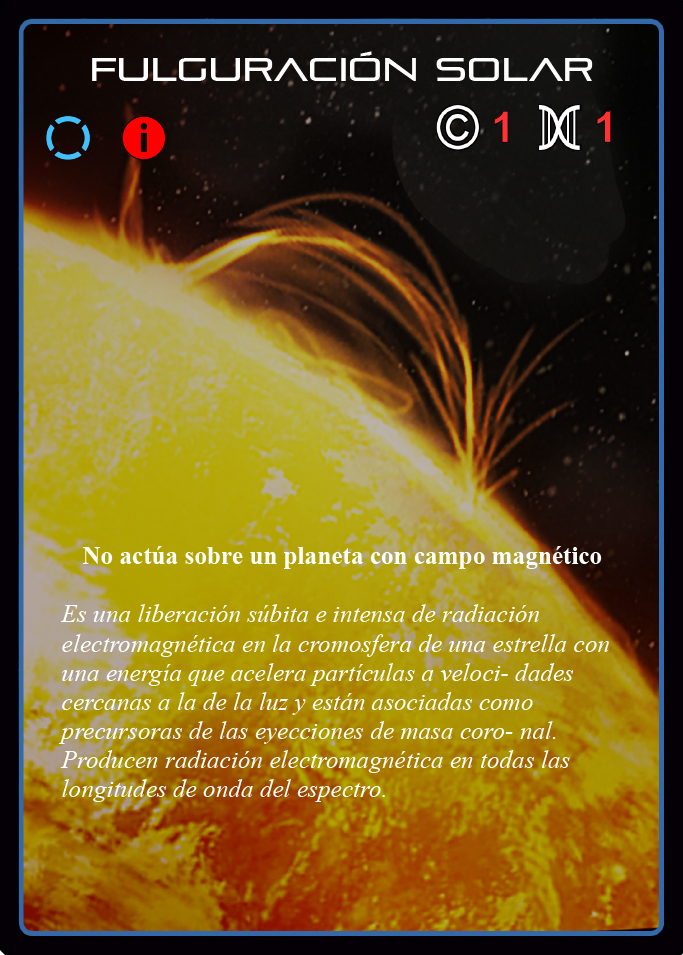 FULGURACIÓN SOLAR
i © 1 1
No actúa sobre un planeta con campo magnético
Es una liberación súbita e intensa de radiación
electromagnética en la cromosfera de una estrella con
una energía que acelera partículas a veloci- dades
cercanas a la de la luz y están asociadas como
precursoras de las eyecciones de masa coro- nal.
Producen radiación electromagnética en todas las
longitudes de onda del espectro.